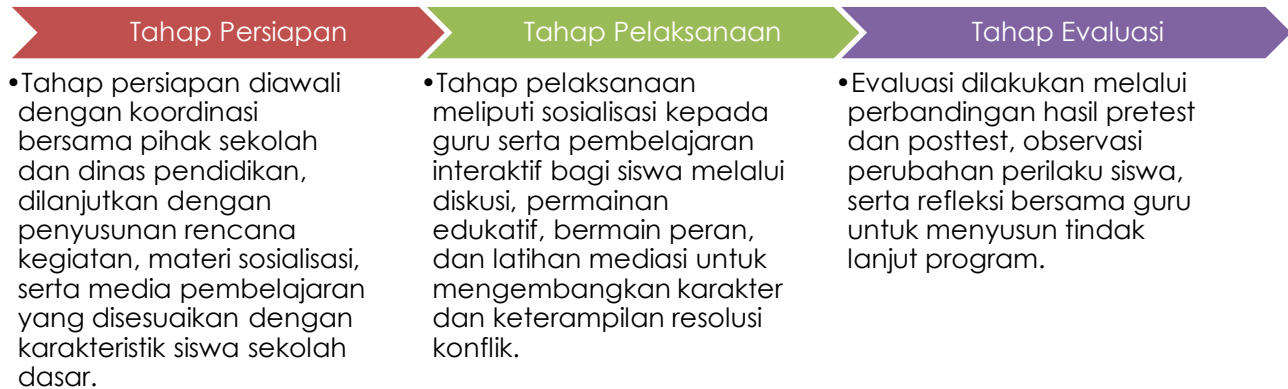 Tahap Persiapan
•Tahap persiapan diawali
dengan koordinasi
bersama pihak sekolah
dan dinas pendidikan,
dilanjutkan dengan
penyusunan rencana
kegiatan, materi sosialisasi,
serta media pembelajaran
yang disesuaikan dengan
karakteristik siswa sekolah
dasar.
Tahap Pelaksanaan
•Tahap pelaksanaan
meliputi sosialisasi kepada
guru serta pembelajaran
interaktif bagi siswa melalui
diskusi, permainan
edukatif, bermain peran,
dan latihan mediasi untuk
mengembangkan karakter
dan keterampilan resolusi
konflik.
Tahap Evaluasi
•Evaluasi dilakukan melalui
perbandingan hasil pretest
dan posttest, observasi
perubahan perilaku siswa,
serta refleksi bersama guru
untuk menyusun tindak
lanjut program.